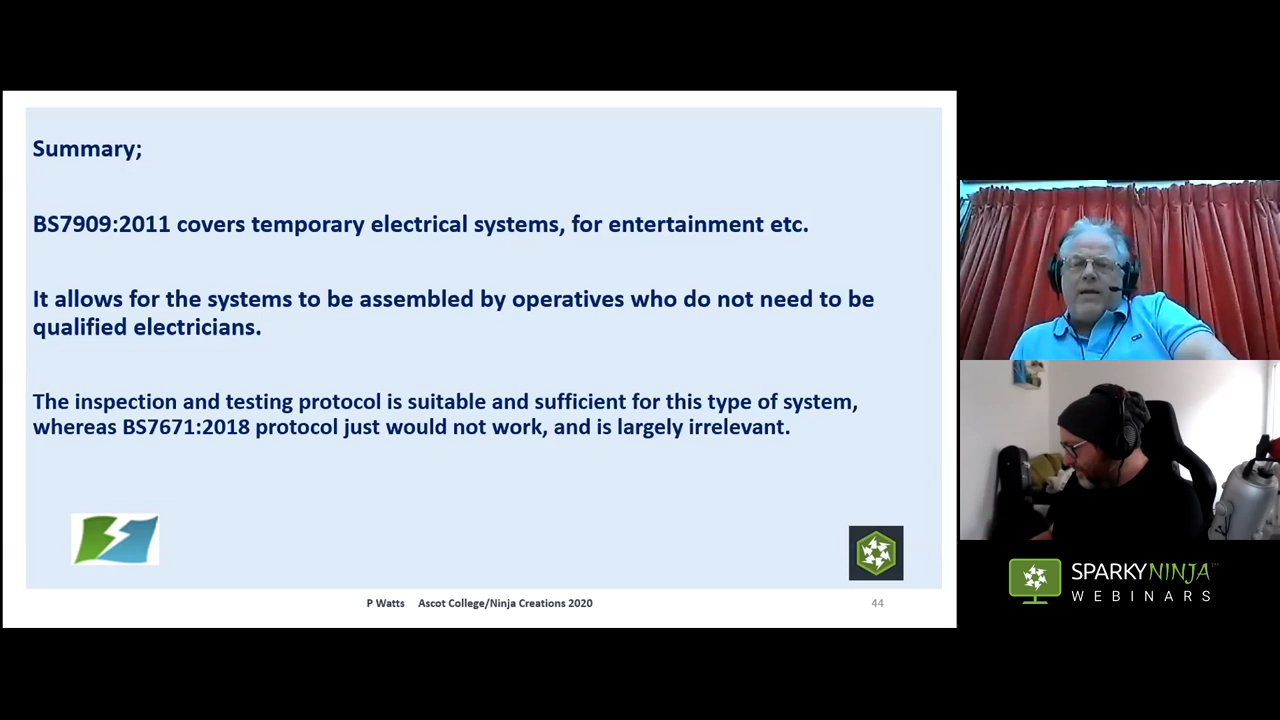 Summary;
BS7909:2011 covers temporary electrical systems, for entertainment etc.
It allows for the systems to be assembled by operatives who do not need to be
qualified electricians.
The inspection and testing protocol is suitable and sufficient for this type of system,
whereas BS7671:2018 protocol just would not work, and is largely irrelevant.
P Watts Ascot College/Ninja Creations 2020
44
SPARKYNINJA™
WEBINARS